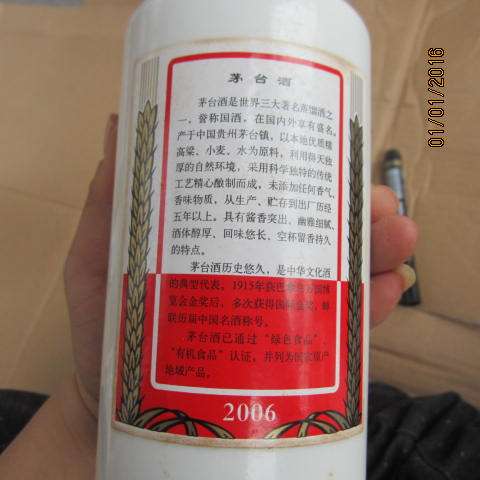 茅台酒
茅台酒是世界三大著名蒸馏酒之
一，誉称国酒，在国内外享有盛名。
产于中国贵州茅台镇，以本地优质糯
高粱、小麦、水为原料，利用得天独
厚的自然环境，采用科学独特的传统
工艺精心酿制而成，未添加任何香气、
香味物质，从生产、贮存到出厂历经
五年以上。具有酱香突出、幽雅细腻、
酒体醇厚、回味悠长、空杯留香持久
的特点。
茅台酒历史悠久，是中华文化酒
的典型代表。1915年获巴拿马万国博
览会金奖后，多次获得国际金奖，蝉
联历届中国名酒称号。
茅台酒已通过“绿色食品”、
“有机食品”认证，并列为国家原产
地域产品。
2006
01/01/2016